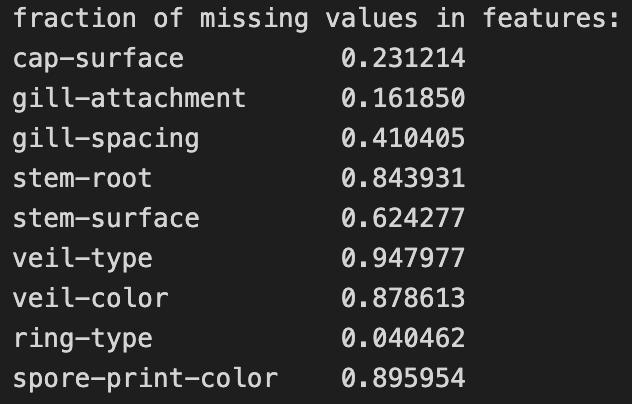 fraction of missing values in features:
cap-surface 0.231214
gill-attachment 0.161850
gill-spacing 0.410405
stem-root 0.843931
stem-surface 0.624277
veil-type 0.947977
veil-color 0.878613
ring-type 0.040462
spore-print-color 0.895954